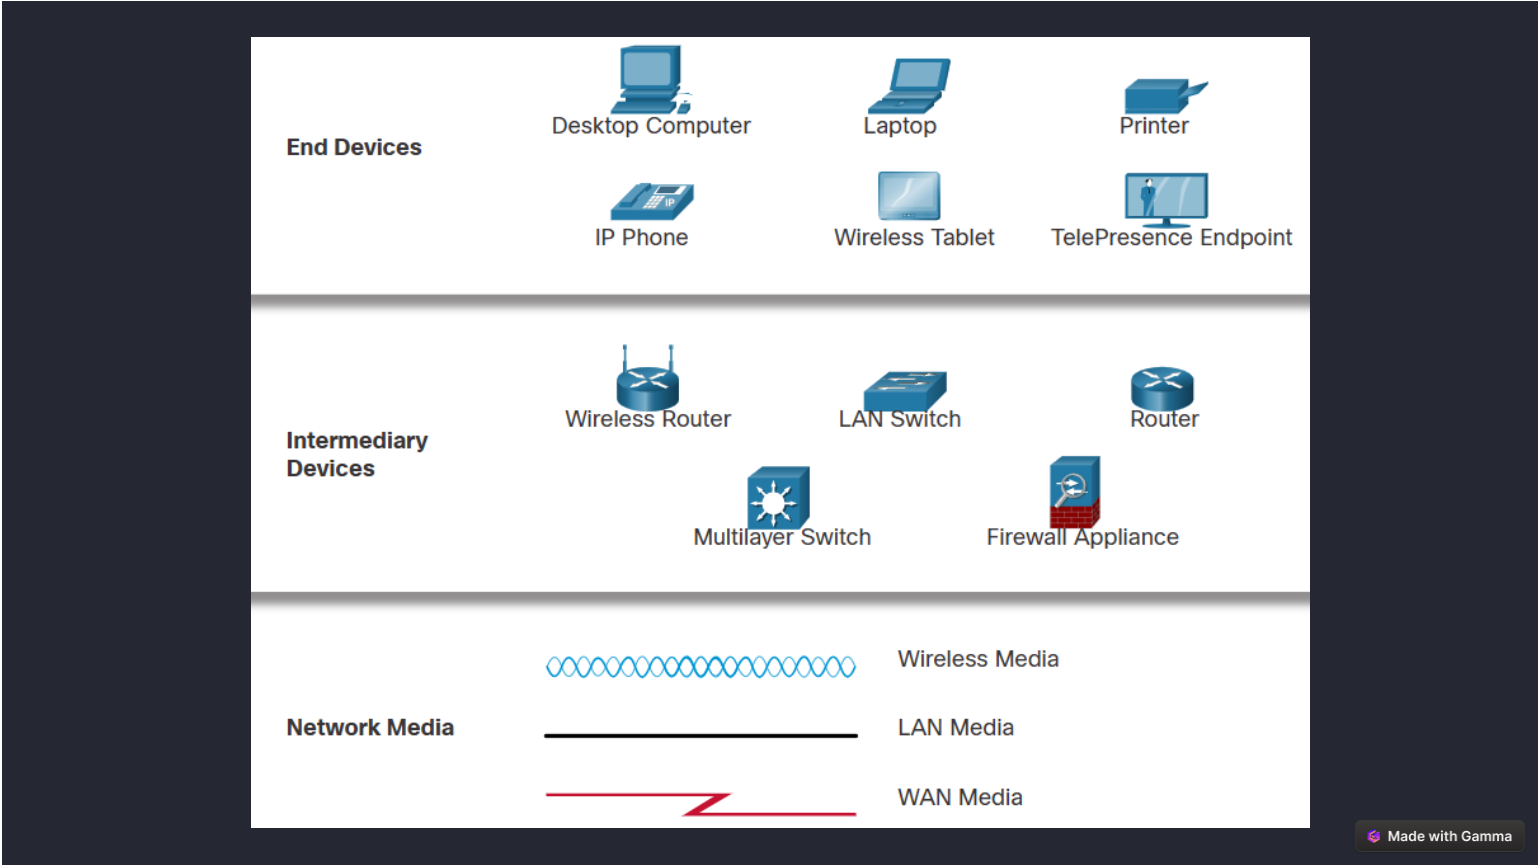 Desktop Computer
Laptop
Printer
End Devices
IP
IP Phone
Wireless Tablet
TelePresence Endpoint
Wireless Router
LAN Switch
Router
Intermediary
Devices
Multilayer Switch
Firewall Appliance
Wireless Media
Network Media
LAN Media
WAN Media
Made with Gamma